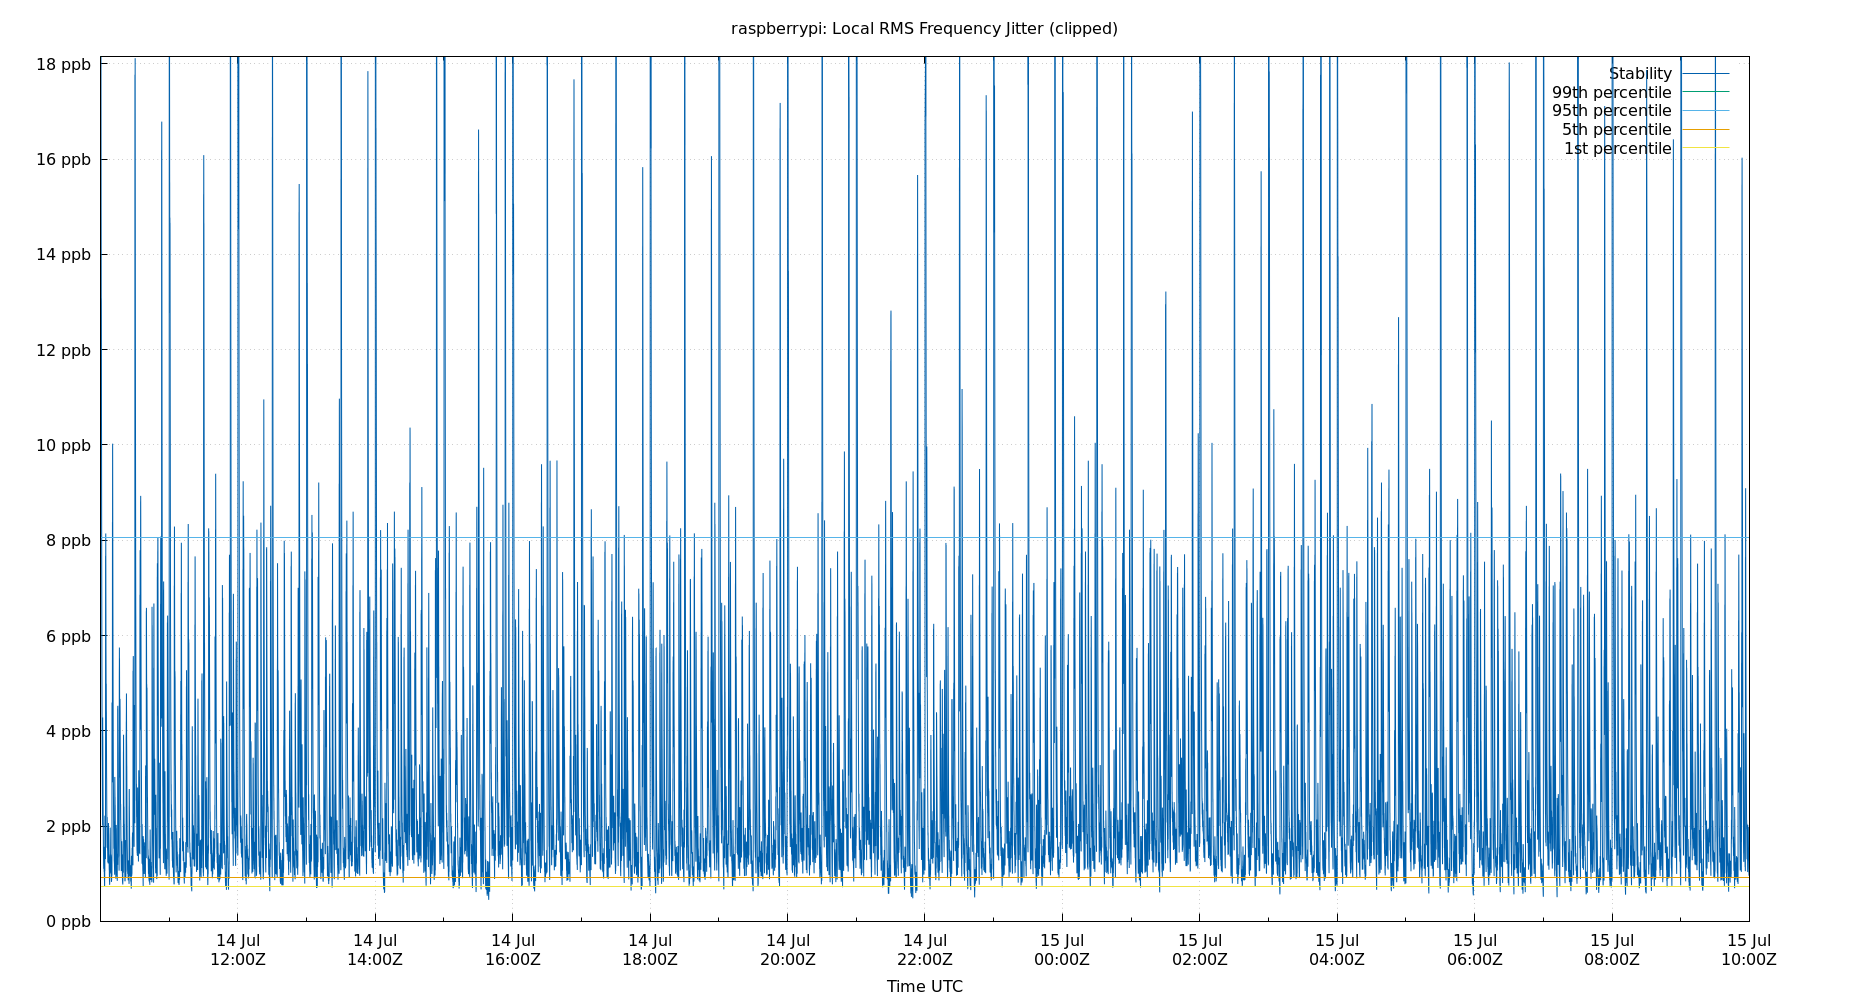 raspberrypi: Local RMS Frequency Jitter (clipped)
18 ppb
16 ppb
14 ppb
12 ppb
10 ppb
8 ppb
6 ppb
4 ppb
2 ppb
0 ppb
Stability
99th percentile
95th percentile
5th percentile
1st percentile
14 Jul 14 Jul 14 Jul 14 Jul 14 Jul 14 Jul 15 Jul 15 Jul 15 Jul 15 Jul 15 Jul 15 Jul
12:00Z 14:00Z 16:00Z 18:00Z 20:00Z 22:00Z 00:00Z 02:00Z 04:00Z 06:00Z 08:00Z 10:00Z
Time UTC